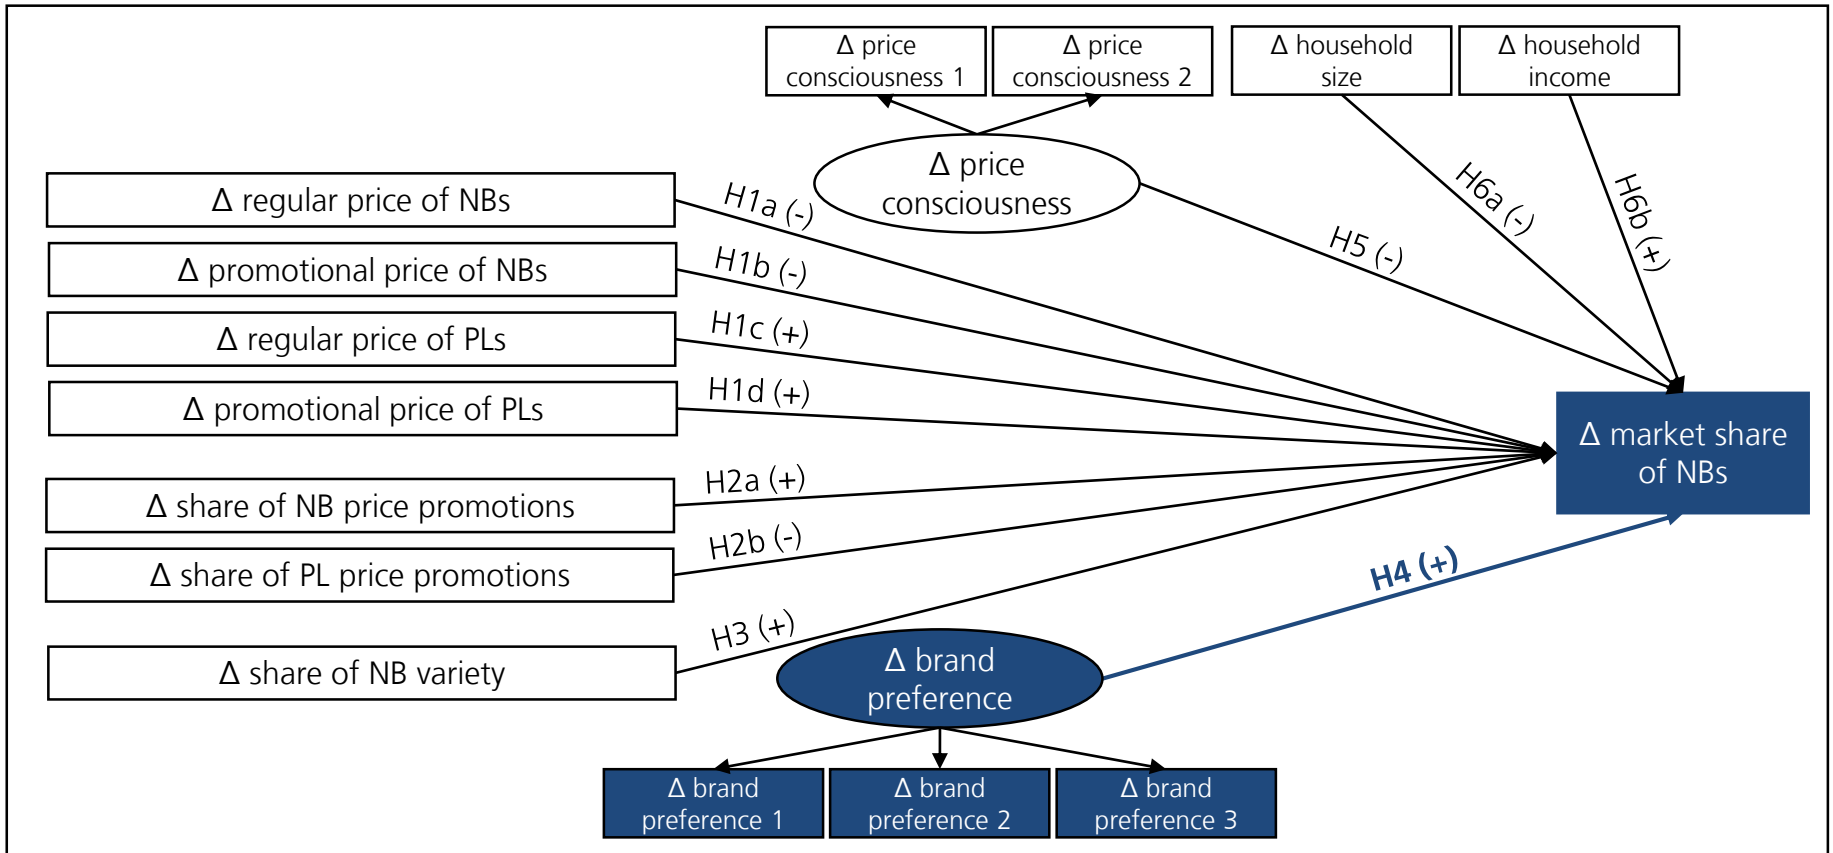 Δ price
consciousness 1
Δ price
consciousness 2
Δ household
size
Δ household
income
Δ price
consciousness
Δ regular price of NBs
H1a (-)
Δ promotional price of NBs
H1b (-)
Δ regular price of PLs
H1c (+)
Δ promotional price of PLs
H1d (+)
H5 (-)
H6a (-)
H6b (+)
Δ market share
of NBs
Δ share of NB price promotions
H2a (+)
Δ share of PL price promotions
H2b (-)
H4 (+)
Δ share of NB variety
H3 (+)
Δ brand
preference
Δ brand
preference 1
Δ brand
preference 2
Δ brand
preference 3